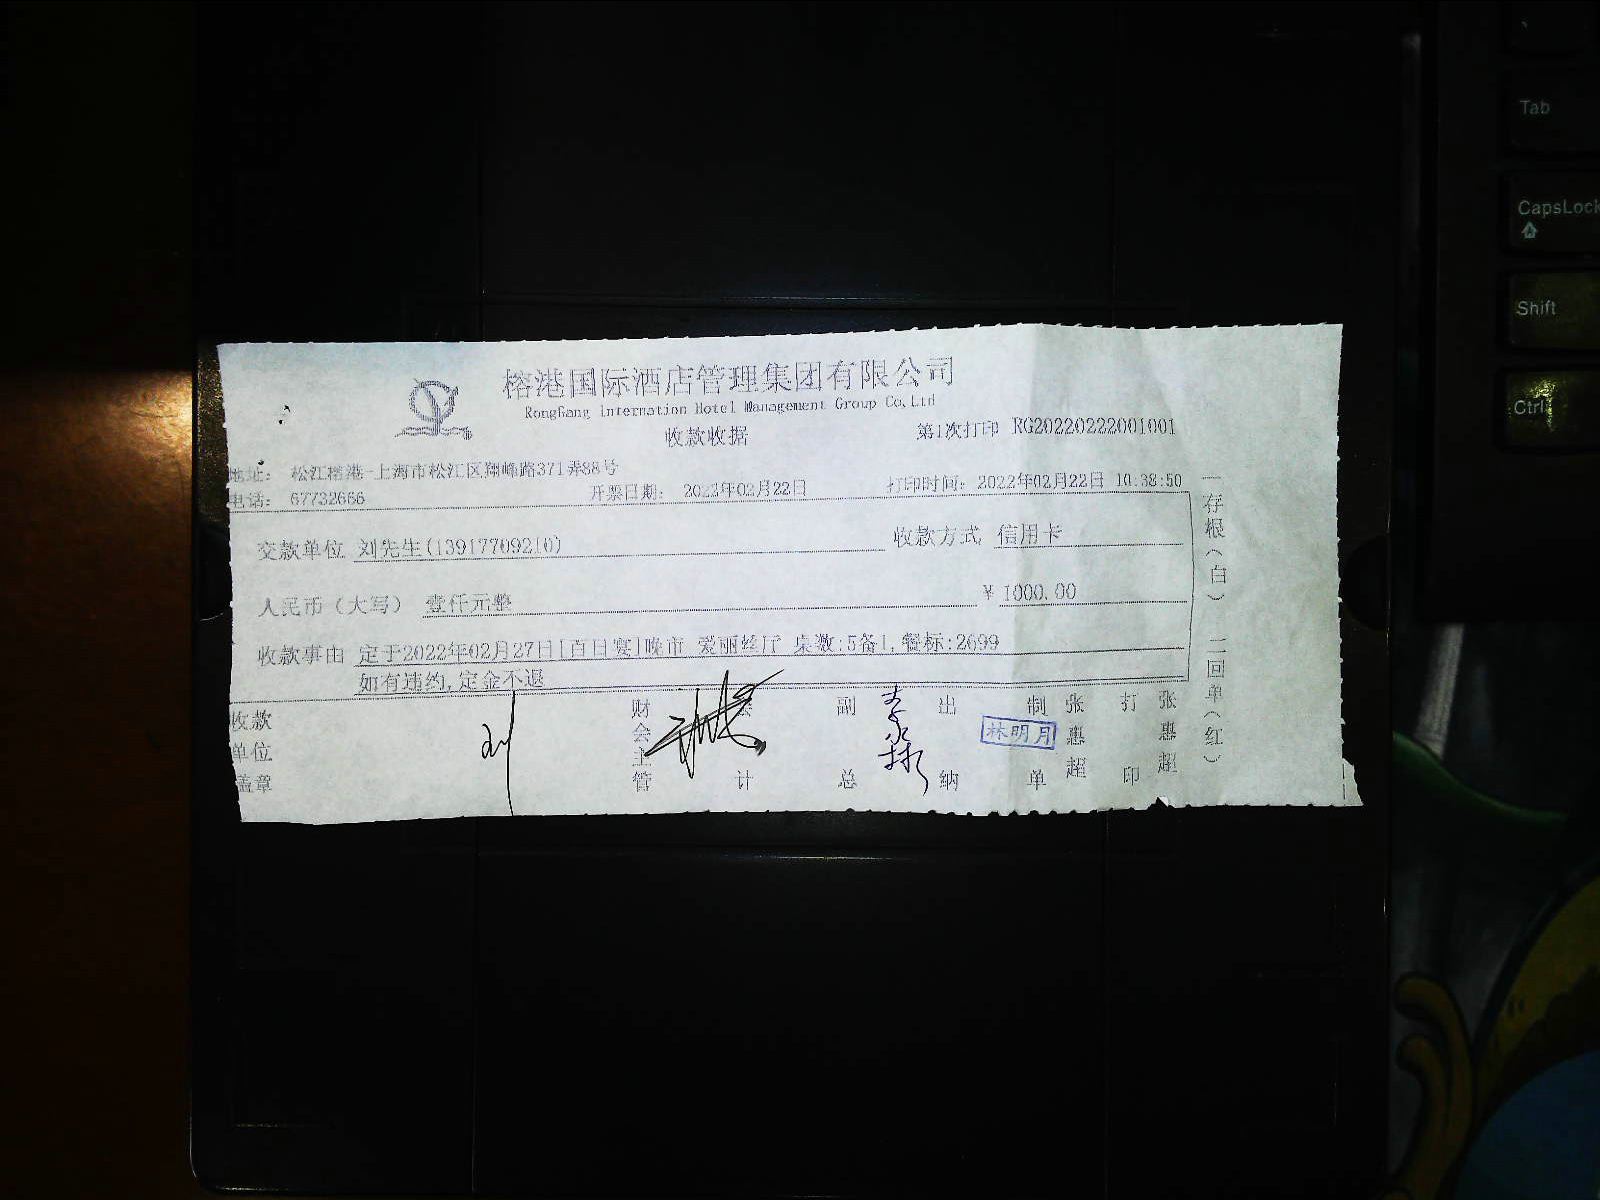 榕港国际酒店管理集团有限公司
RongGang Internation Hotel Management Group Co,Ltd
收款收据
第1次打印 RG20220222001001
地址： 松江榕港-上海市松江区翔峰路371弄88号
电话： 67732666
开票日期： 2022年02月22日
打印时间：2022年02月22日 10:38:50
交款单位 刘先生(13917709210)
收款方式 信用卡
人民币（大写） 壹仟元整
￥1000.00
收款事由 定于2022年02月27日[百日宴]晚市 爱丽丝厅 桌数:5备1,餐标:2699
如有违约,定金不退
收款单位盖章
刘
财会主管
计
副总
出纳
林明月
制单
张惠超
打印
张惠超
一存根(白) 二回单(红)
Tab
CapsLock
Shift
Ctrl